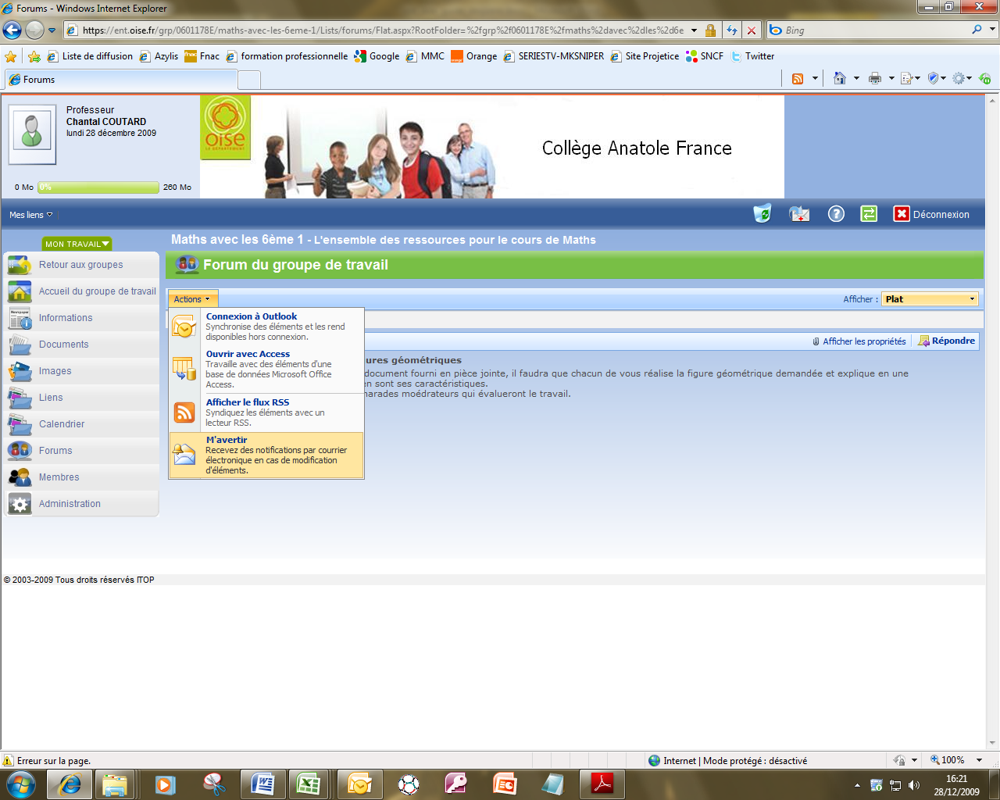 Forums - Windows Internet Explorer
https://ent.oise.fr/grp/0601178E/maths-avec-les-6eme-1/Lists/forums/Flat.aspx?RootFolder=%2fgrp%2f0601178E%2fmaths%2davec%2dles%2d6e
Bing
Liste de diffusion Azylis Fnac formation professionnelle Google MMC Orange SERIESTV-MKSNIPER Site Projetice SNCF Twitter
Forums
Professeur
Chantal COUTARD
lundi 28 décembre 2009
0 Mo 0% 260 Mo
OISE
LE DÉPARTEMENT
Collège Anatole France
Mes liens
Déconnexion
MON TRAVAIL
Maths avec les 6ème 1 - L'ensemble des ressources pour le cours de Maths
Forum du groupe de travail
Retour aux groupes
Accueil du groupe de travail
Informations
Documents
Images
Liens
Calendrier
Forums
Membres
Administration
Actions
Afficher : Plat
Connexion à Outlook
Synchronise des éléments et les rend
disponibles hors connexion.
Ouvrir avec Access
Travaille avec des éléments d'une
base de données Microsoft Office
Access.
Afficher le flux RSS
Syndiquez les éléments avec un
lecteur RSS.
M'avertir
Recevez des notifications par courrier
électronique en cas de modification
d'éléments.
Afficher les propriétés Répondre
ures géométriques
document fourni en pièce jointe, il faudra que chacun de vous réalise la figure géométrique demandée et explique en une
en sont ses caractéristiques.
narades moédrateurs qui évalueront le travail.
© 2003-2009 Tous droits réservés ITOP
Erreur sur la page.
Internet | Mode protégé : désactivé
100%
16:21
28/12/2009